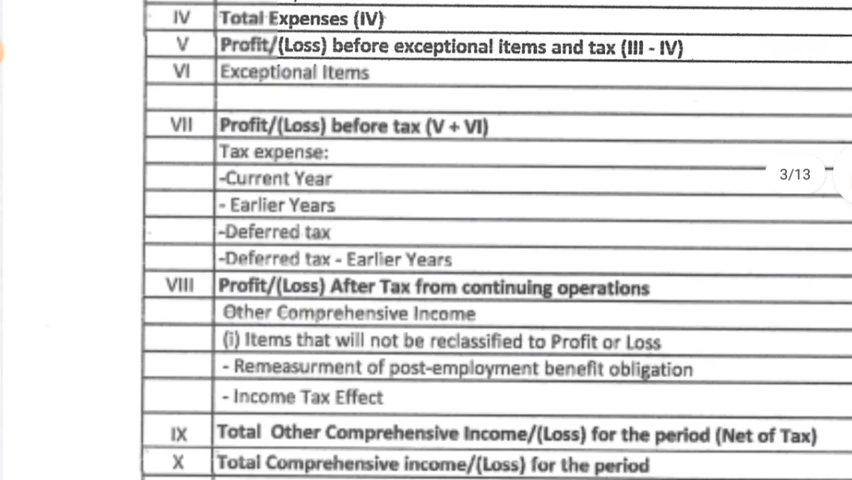 IV Total Expenses (IV)
V Profit/(Loss) before exceptional items and tax (III - IV)
VI Exceptional Items
VII Profit/(Loss) before tax (V + VI)
Tax expense:
-Current Year
3/13
- Earlier Years
-Deferred tax
-Deferred tax - Earlier Years
VIII Profit/(Loss) After Tax from continuing operations
Other Comprehensive Income
(i) Items that will not be reclassified to Profit or Loss
- Remeasurment of post-employment benefit obligation
- Income Tax Effect
IX Total Other Comprehensive Income/(Loss) for the period (Net of Tax)
X Total Comprehensive income/(Loss) for the period